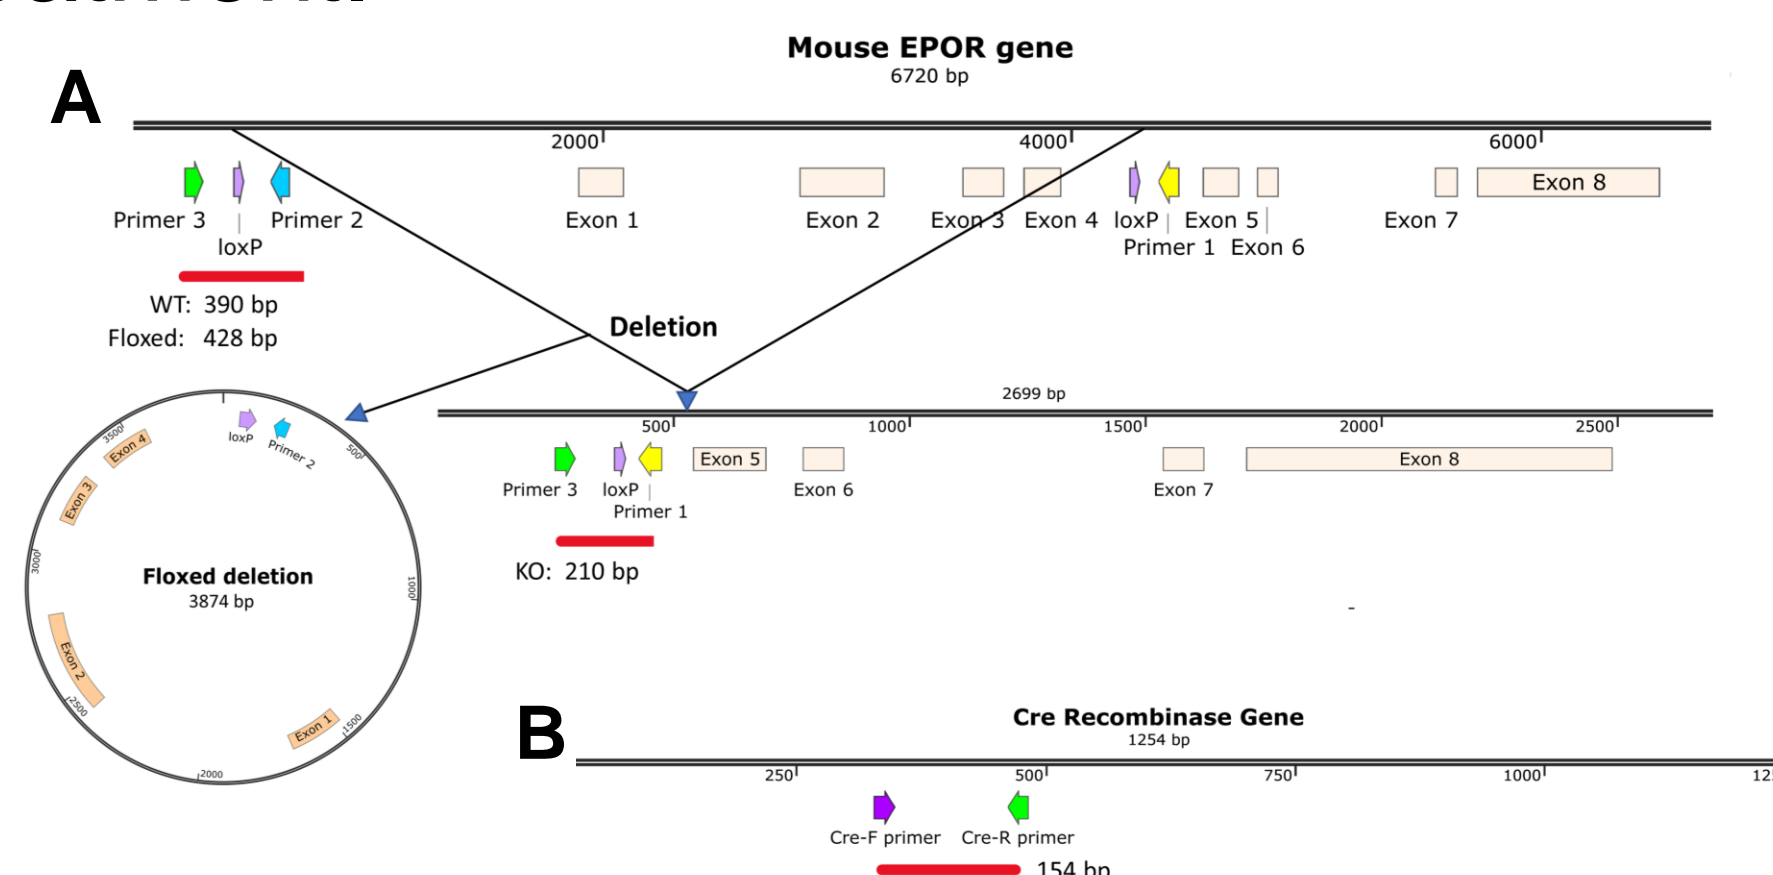 A
Mouse EPOR gene
6720 bp
2000 4000 6000
Exon 8
Primer 3 Primer 2 Exon 1 Exon 2 Exon 3 Exon 4 loxP Exon 5 Exon 7
loxP Primer 1 Exon 6
WT: 390 bp
Floxed: 428 bp
Deletion
2699 bp
500 1000 1500 2000 2500
Exon 5 Exon 8
Primer 3 loxP Exon 6 Exon 7
Primer 1
KO: 210 bp
loxP
Primer 2
500
1000
1500
2000
2500
3000
3500
Exon 4
Exon 3
Exon 2
Exon 1
Floxed deletion
3874 bp
-
B
Cre Recombinase Gene
1254 bp
250 500 750 1000 12
Cre-F primer Cre-R primer
154 bp